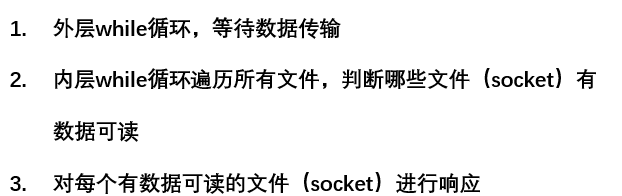 1. 外层while循环，等待数据传输
2. 内层while循环遍历所有文件，判断哪些文件（socket）有
数据可读
3. 对每个有数据可读的文件（socket）进行响应